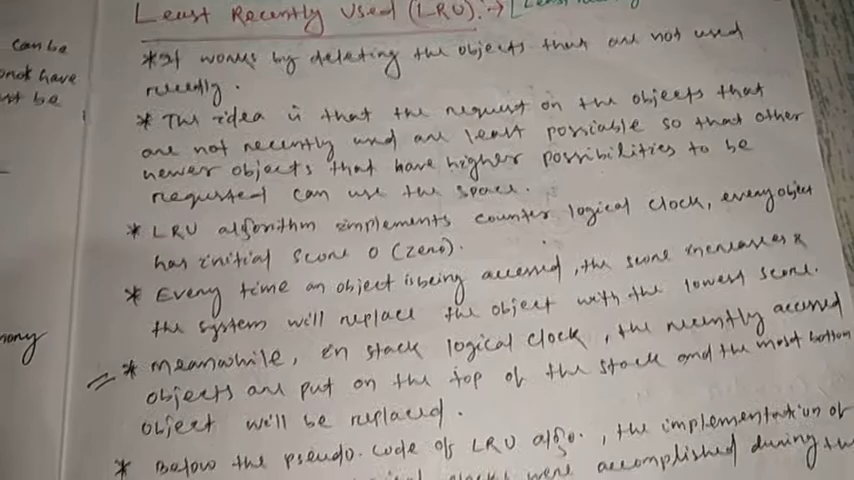 can be
not have
st be
many
Least Recently Used (LRU) :→ [
* It works by deleting the objects that are not used
recently.
* The idea is that the request on the objects that
are not recently used are least possiable so that other
newer objects that have higher possibilities to be
requested can use the space.
* LRU algorithm implements counter logical clock, every object
has initial score 0 (zero).
* Every time an object is being accessed, the score increases &
the system will replace the object with the lowest score.
* Meanwhile, in stack logical clock, the recently accessed
objects are put on the top of the stack and the most bottom
object will be replaced.
* Below the pseudo-code of LRU algo., the implementation of
were accomplished during the